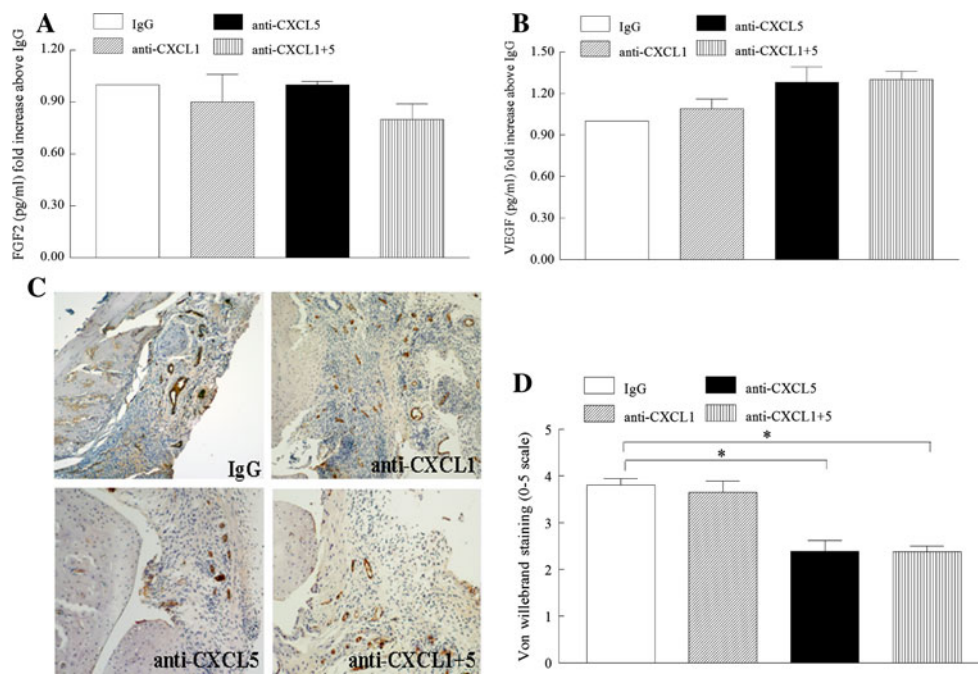 A
IgG
anti-CXCL5
anti-CXCL1
anti-CXCL1+5
FGF2 (pg/ml) fold increase above IgG
1.20
0.90
0.60
0.30
0.00
B
IgG
anti-CXCL5
anti-CXCL1
anti-CXCL1+5
VEGF (pg/ml) fold increase above IgG
1.50
1.20
0.90
0.60
0.30
0.00
C
IgG
anti-CXCL1
anti-CXCL5
anti-CXCL1+5
D
IgG
anti-CXCL5
anti-CXCL1
anti-CXCL1+5
Von willebrand staining (0-5 scale)
5
4
3
2
1
0
*
*